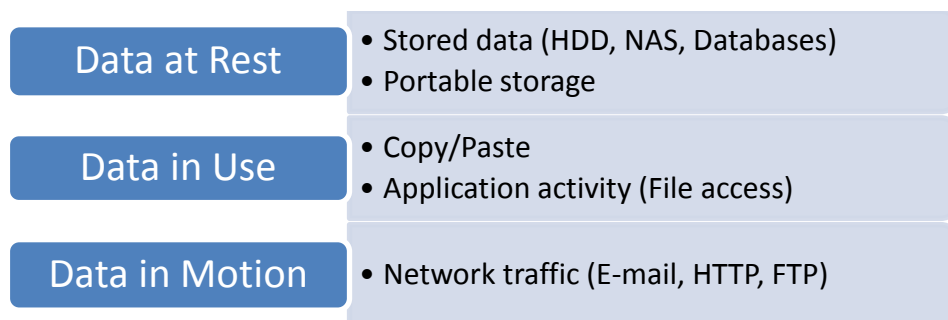 Data at Rest
• Stored data (HDD, NAS, Databases)
• Portable storage
Data in Use
• Copy/Paste
• Application activity (File access)
Data in Motion
• Network traffic (E-mail, HTTP, FTP)